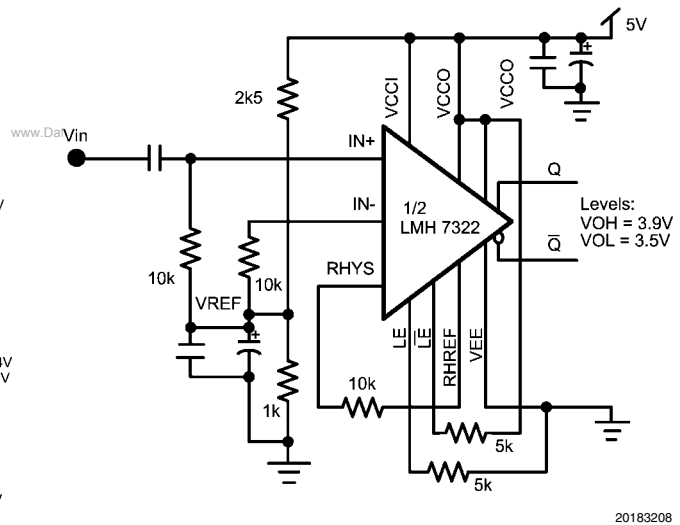 5V
VCCI
VCCO
VCCO
2k5
www.Dat
Vin
IN+
IN-
1/2
LMH 7322
Q
Levels:
VOH = 3.9V
VOL = 3.5V
Q
RHYS
10k
10k
VREF
LE
LE
RHREF
VEE
V
4V
V
1k
10k
5k
5k
20183208